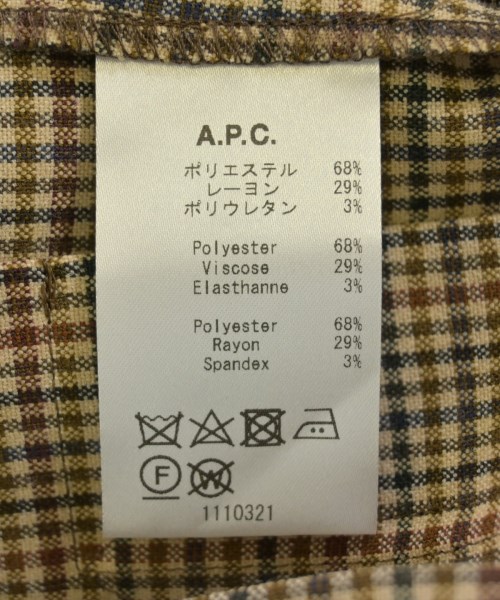 A.P.C.
ポリエステル 68%
レーヨン 29%
ポリウレタン 3%
Polyester 68%
Viscose 29%
Elasthanne 3%
Polyester 68%
Rayon 29%
Spandex 3%
F W
1110321